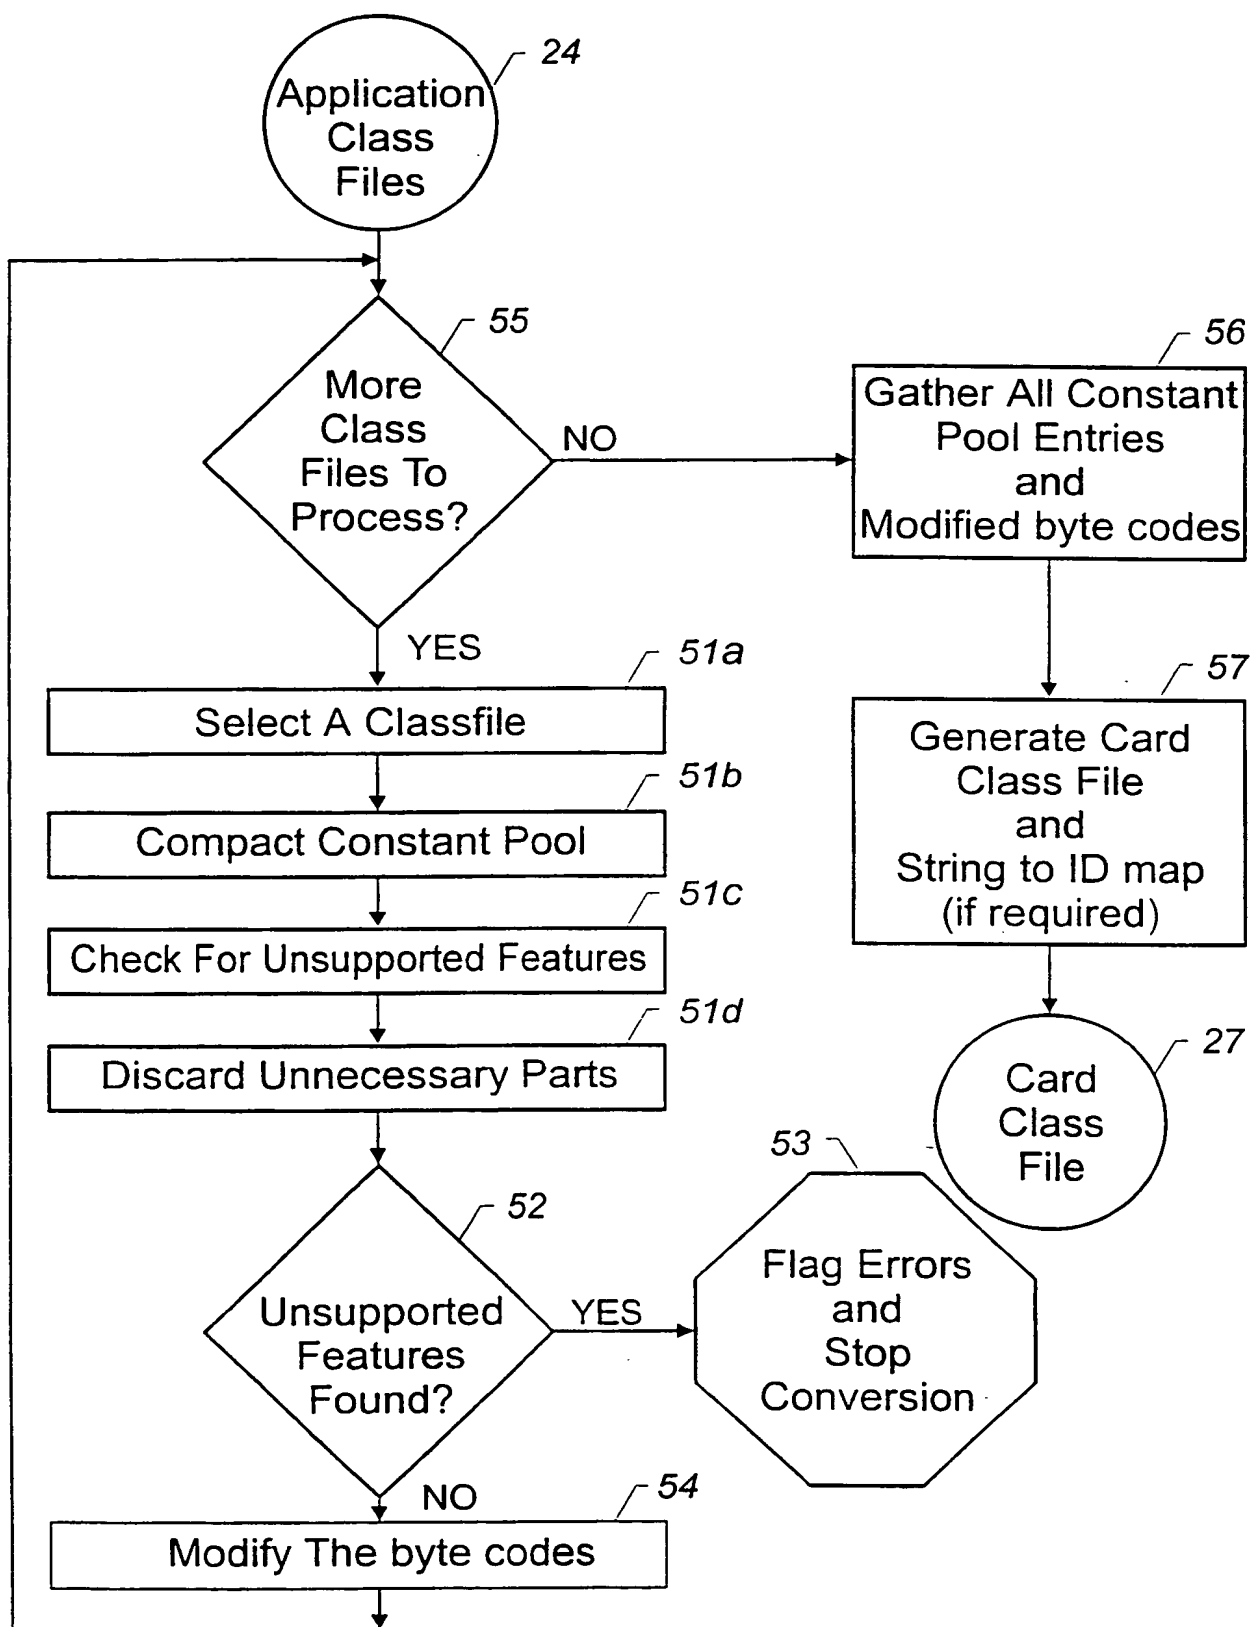 24
Application
Class
Files
55
More
Class
Files To
Process?
NO
YES
56
Gather All Constant
Pool Entries
and
Modified byte codes
51a
Select A Classfile
51b
Compact Constant Pool
51c
Check For Unsupported Features
51d
Discard Unnecessary Parts
57
Generate Card
Class File
and
String to ID map
(if required)
27
Card
Class
File
52
Unsupported
Features
Found?
YES
NO
53
Flag Errors
and
Stop
Conversion
54
Modify The byte codes